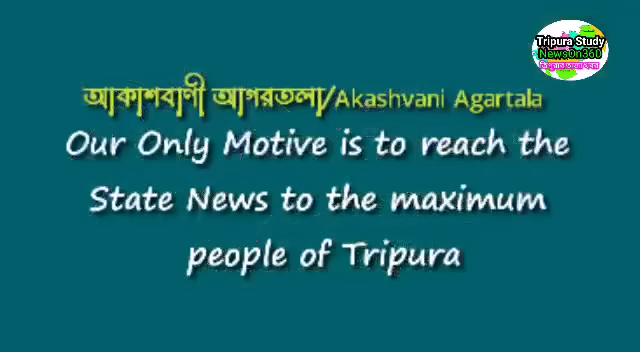 Tripura Study
NewsOn36D
আকাশবাণী আগরতলা/Akashvani Agartala
Our Only Motive is to reach the
State News to the maximum
people of Tripura